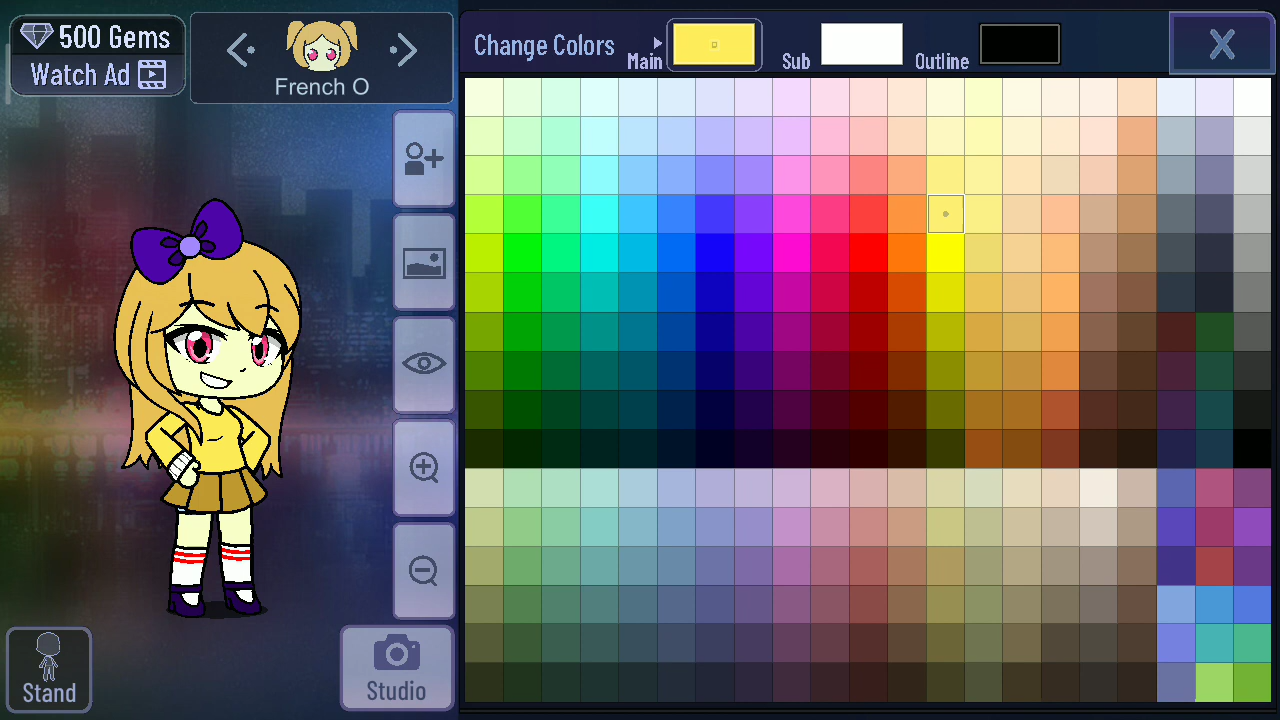 500 Gems
Watch Ad
French O
Change Colors
Main
Sub
Outline
Stand
Studio